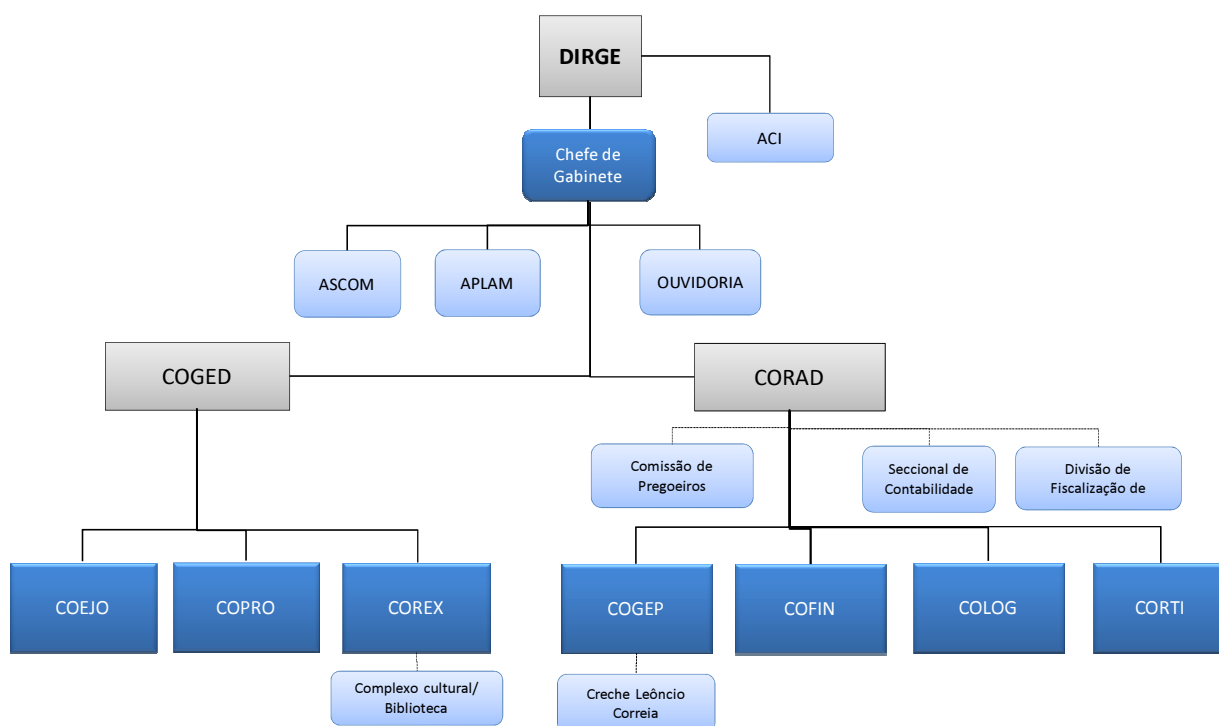 DIRGE
ACI
Chefe de
Gabinete
ASCOM
APLAM
OUVIDORIA
COGED
CORAD
Comissão de
Pregoeiros
Seccional de
Contabilidade
Divisão de
Fiscalização de
COEJO
COPRO
COREX
COGEP
COFIN
COLOG
CORTI
Complexo cultural/
Biblioteca
Creche Leôncio
Correia